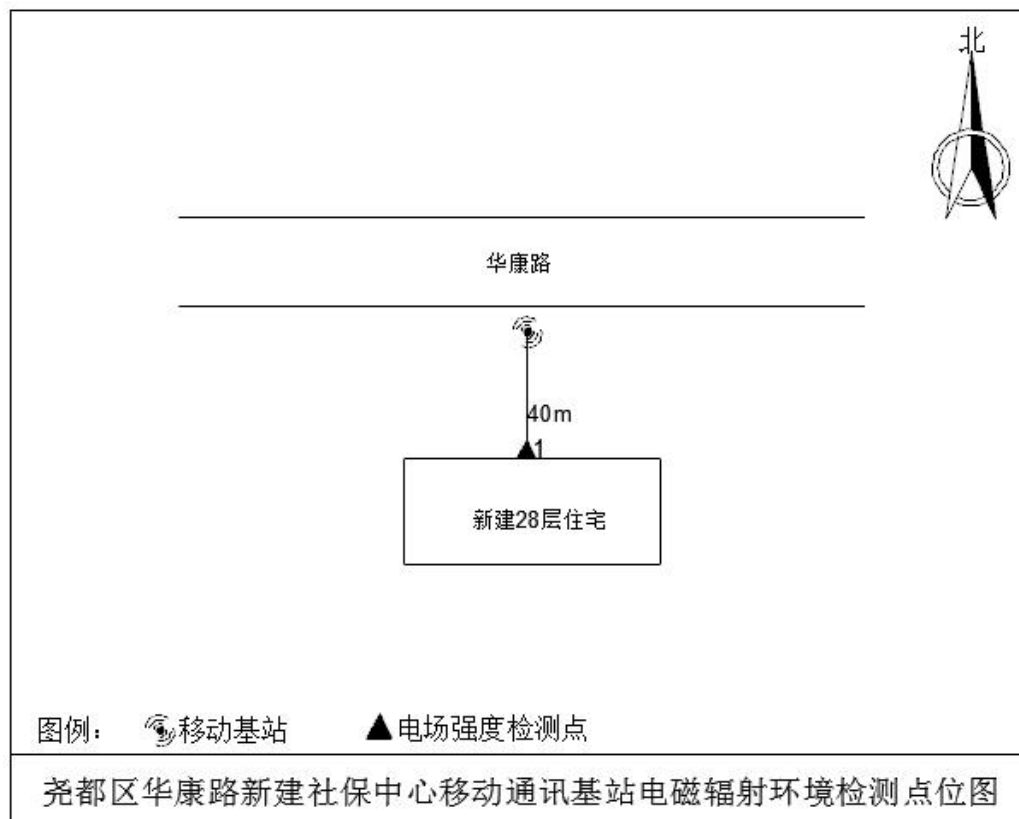 北
华康路
40m
1
新建28层住宅
图例: 移动基站 电场强度检测点
尧都区华康路新建社保中心移动通讯基站电磁辐射环境检测点位图